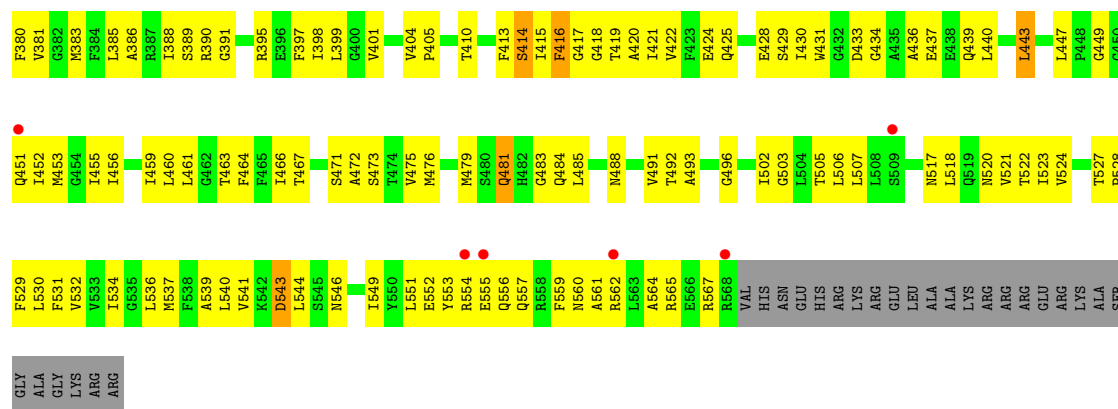 F380 V381 G382 M383 F384 L385 A386 R387 I388 S389 R390 G391 R395 E396 F397 I398 L399 G400 V401 V404 P405 T410 F413 S414 I415 F416 G417 G418 T419 A420 I421 V422 F423 E424 Q425 E428 S429 I430 W431 G432 D433 G434 A435 A436 E437 E438 Q439 L440 L443 L447 P448 G449
Q451 I452 M453 G454 I455 I456 I459 L460 L461 G462 T463 F464 F465 I466 T467 S471 A472 S473 T474 V475 M476 M479 S480 Q481 H482 G483 Q484 L485 N488 V491 T492 A493 G496 I502 G503 L504 T505 L506 L507 L508 S509 N517 L518 Q519 N520 V521 T522 I523 V524 T527 P528
F529 L530 F531 V532 V533 I534 G535 L536 M537 F538 A539 L540 V541 K542 D543 L544 S545 N546 I549 Y550 L551 E552 Y553 R554 E555 Q556 Q557 R558 F559 N560 A561 R562 L563 A564 R565 E566 R567 R568 VAL HIS ASN GLU HIS ARG LYS ARG GLU LEU ALA ALA LYS ARG ARG ARG GLU ARG LYS ALA SER
GLY ALA GLY LYS ARG ARG